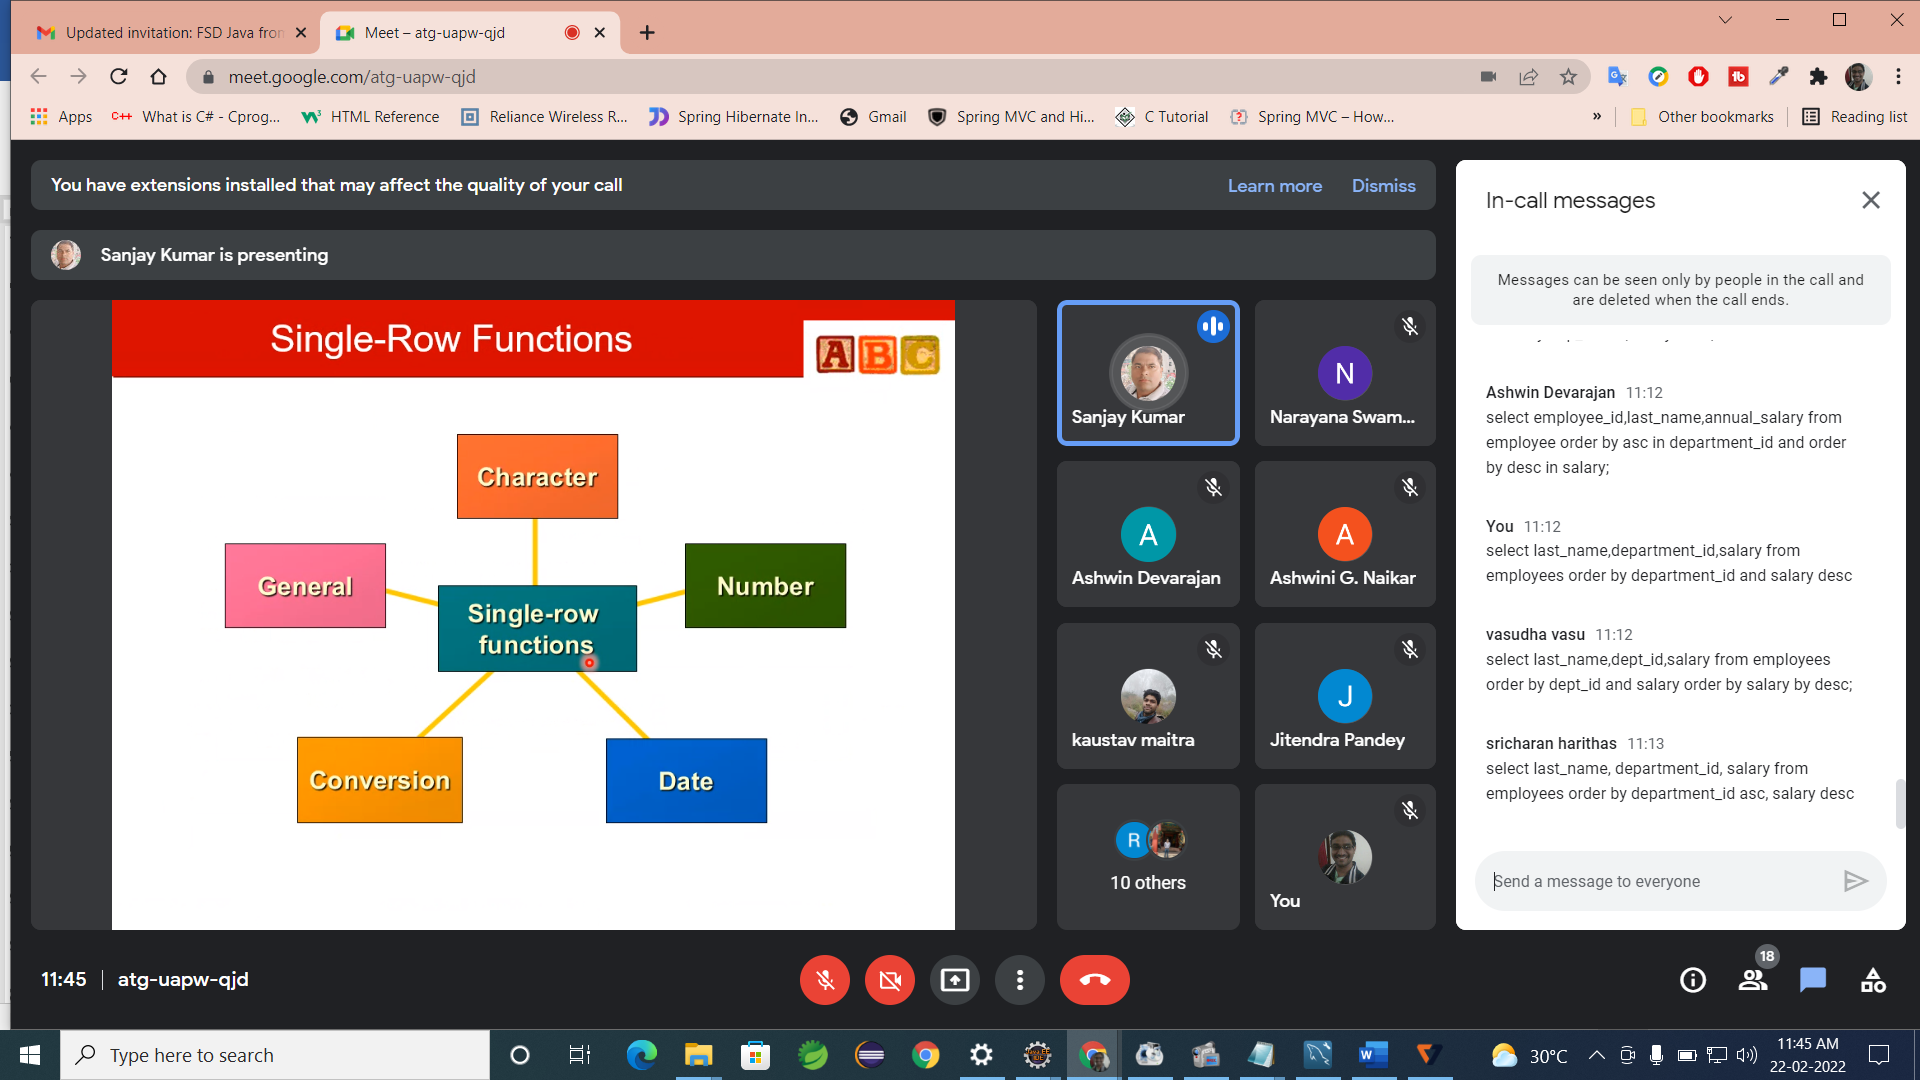 Updated invitation: FSD Java fron
Meet – atg-uapw-qjd
meet.google.com/atg-uapw-qjd
Apps
C++ What is C# - Cprog...
HTML Reference
Reliance Wireless R...
Spring Hibernate In...
Gmail
Spring MVC and Hi...
C Tutorial
Spring MVC – How...
»
Other bookmarks
Reading list
You have extensions installed that may affect the quality of your call
Learn more
Dismiss
Sanjay Kumar is presenting
Single-Row Functions
ABC
Character
General
Number
Single-row
functions
Conversion
Date
Sanjay Kumar
N
Narayana Swam...
A
Ashwin Devarajan
A
Ashwini G. Naikar
kaustav maitra
J
Jitendra Pandey
R
10 others
You
In-call messages
Messages can be seen only by people in the call and
are deleted when the call ends.
Ashwin Devarajan 11:12
select employee_id,last_name,annual_salary from
employee order by asc in department_id and order
by desc in salary;
You 11:12
select last_name,department_id,salary from
employees order by department_id and salary desc
vasudha vasu 11:12
select last_name,dept_id,salary from employees
order by dept_id and salary order by salary by desc;
sricharan harithas 11:13
select last_name, department_id, salary from
employees order by department_id asc, salary desc
Send a message to everyone
11:45 | atg-uapw-qjd
18
Type here to search
30°C
11:45 AM
22-02-2022